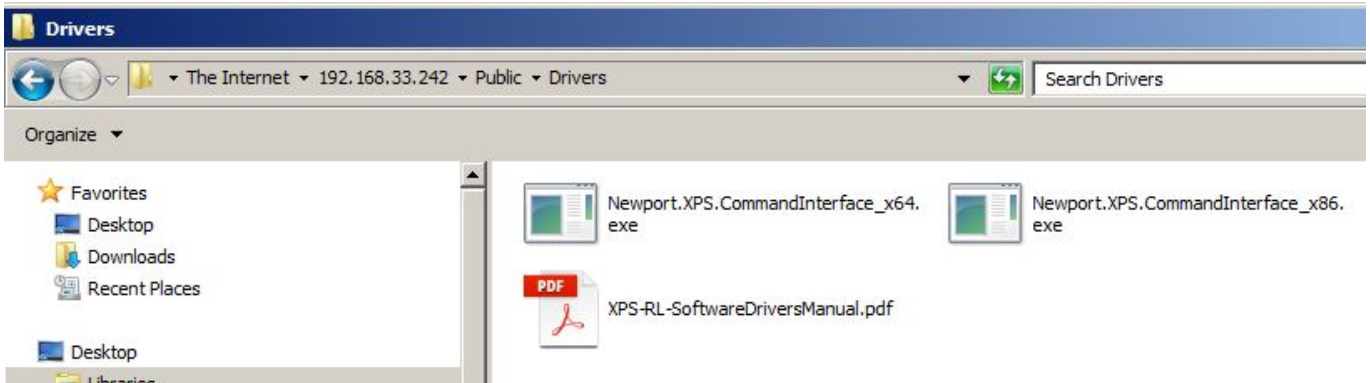 Drivers
The Internet 192.168.33.242 Public Drivers
Search Drivers
Organize
Favorites
Desktop
Downloads
Recent Places
Desktop
Libraries
Newport.XPS.CommandInterface_x64.
exe
Newport.XPS.CommandInterface_x86.
exe
PDF
XPS-RL-SoftwareDriversManual.pdf